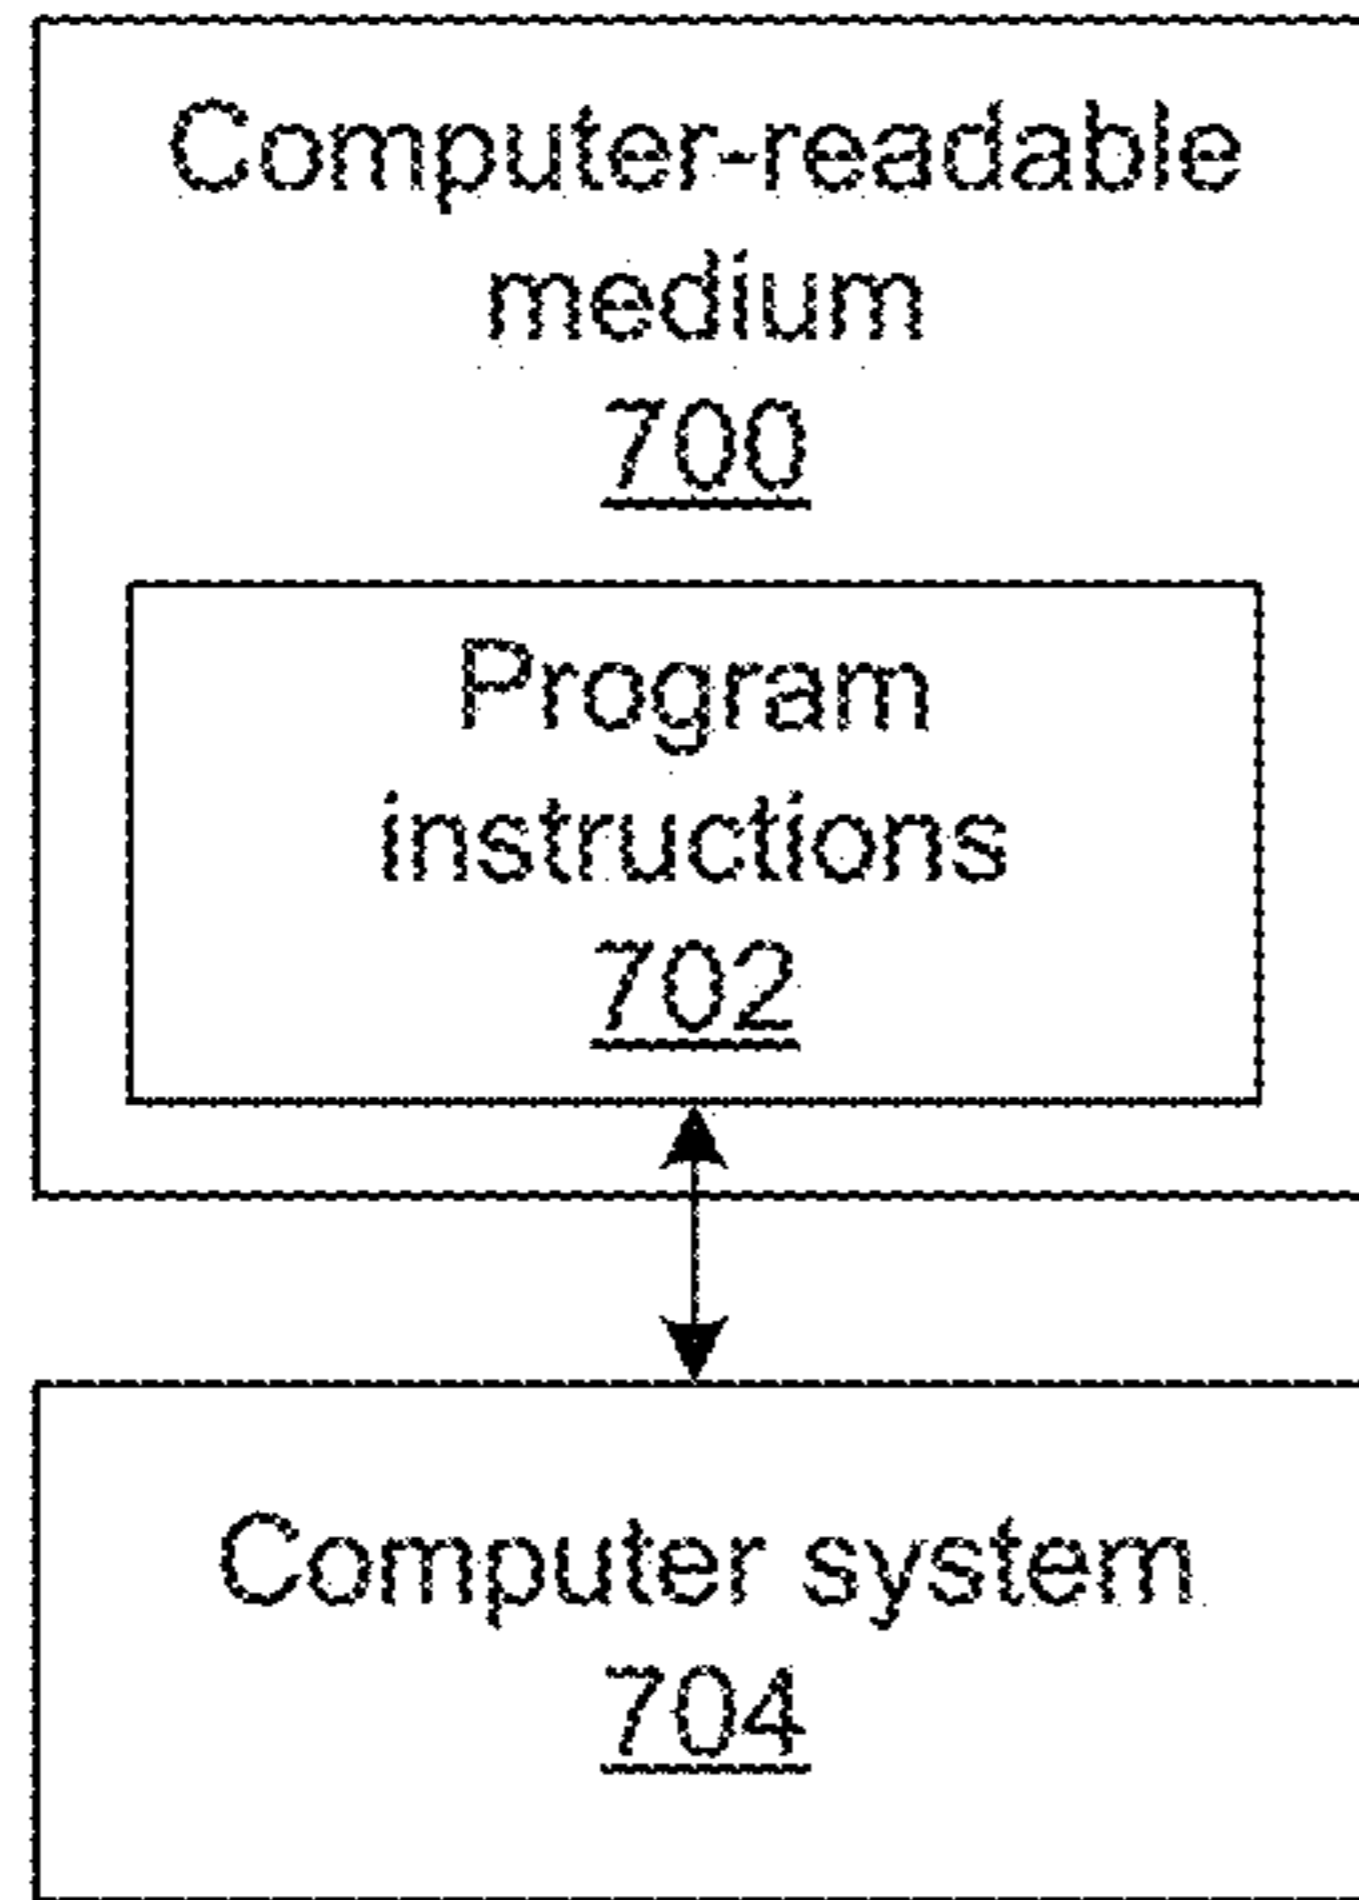 Computer-readable
medium
700
Program
instructions
702
Computer system
704